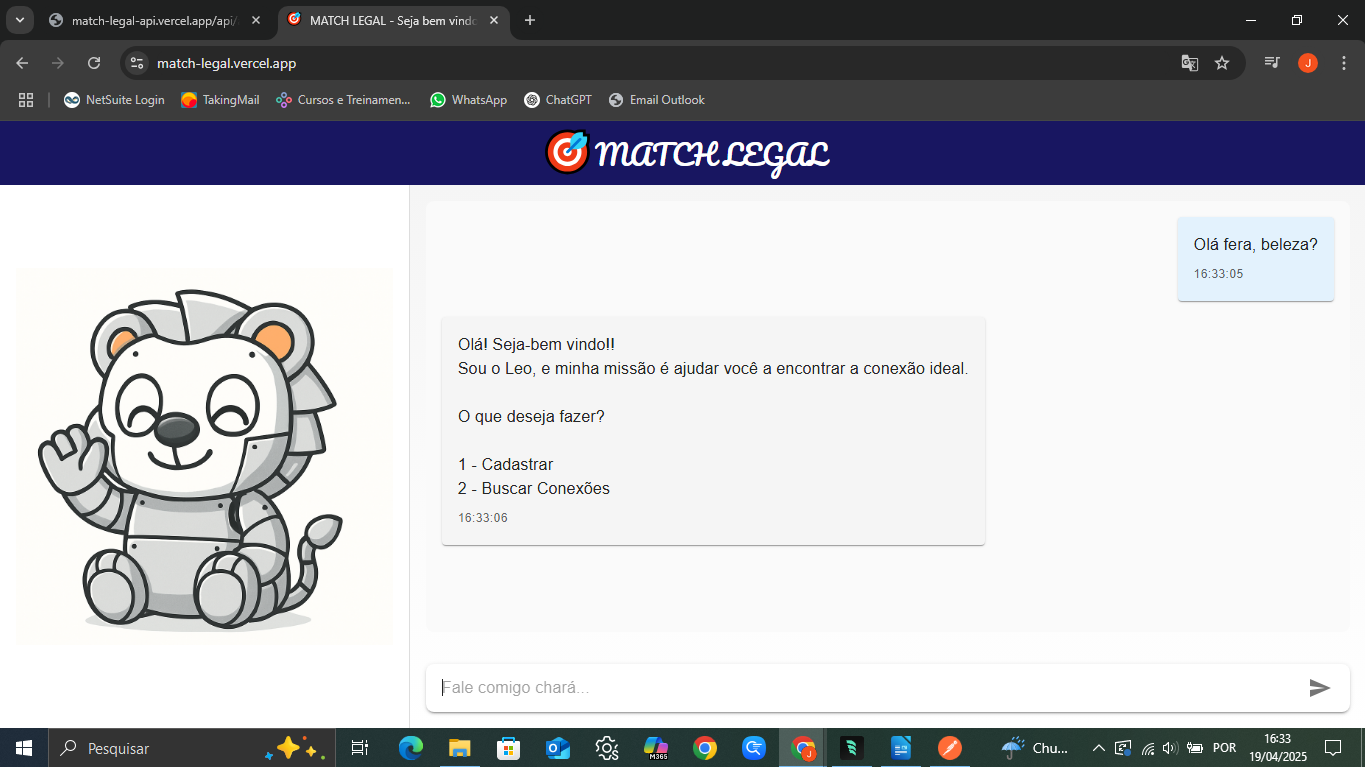 match-legal-api.vercel.app/api/
MATCH LEGAL - Seja bem vindo
match-legal.vercel.app
J
NetSuite Login
TakingMail
Cursos e Treinamen...
WhatsApp
ChatGPT
Email Outlook
MATCH LEGAL
Olá fera, beleza?
16:33:05
Olá! Seja-bem vindo!!
Sou o Leo, e minha missão é ajudar você a encontrar a conexão ideal.
O que deseja fazer?
1 - Cadastrar
2 - Buscar Conexões
16:33:06
Fale comigo chará...
Pesquisar
M365
J
Chu...
POR
16:33
19/04/2025